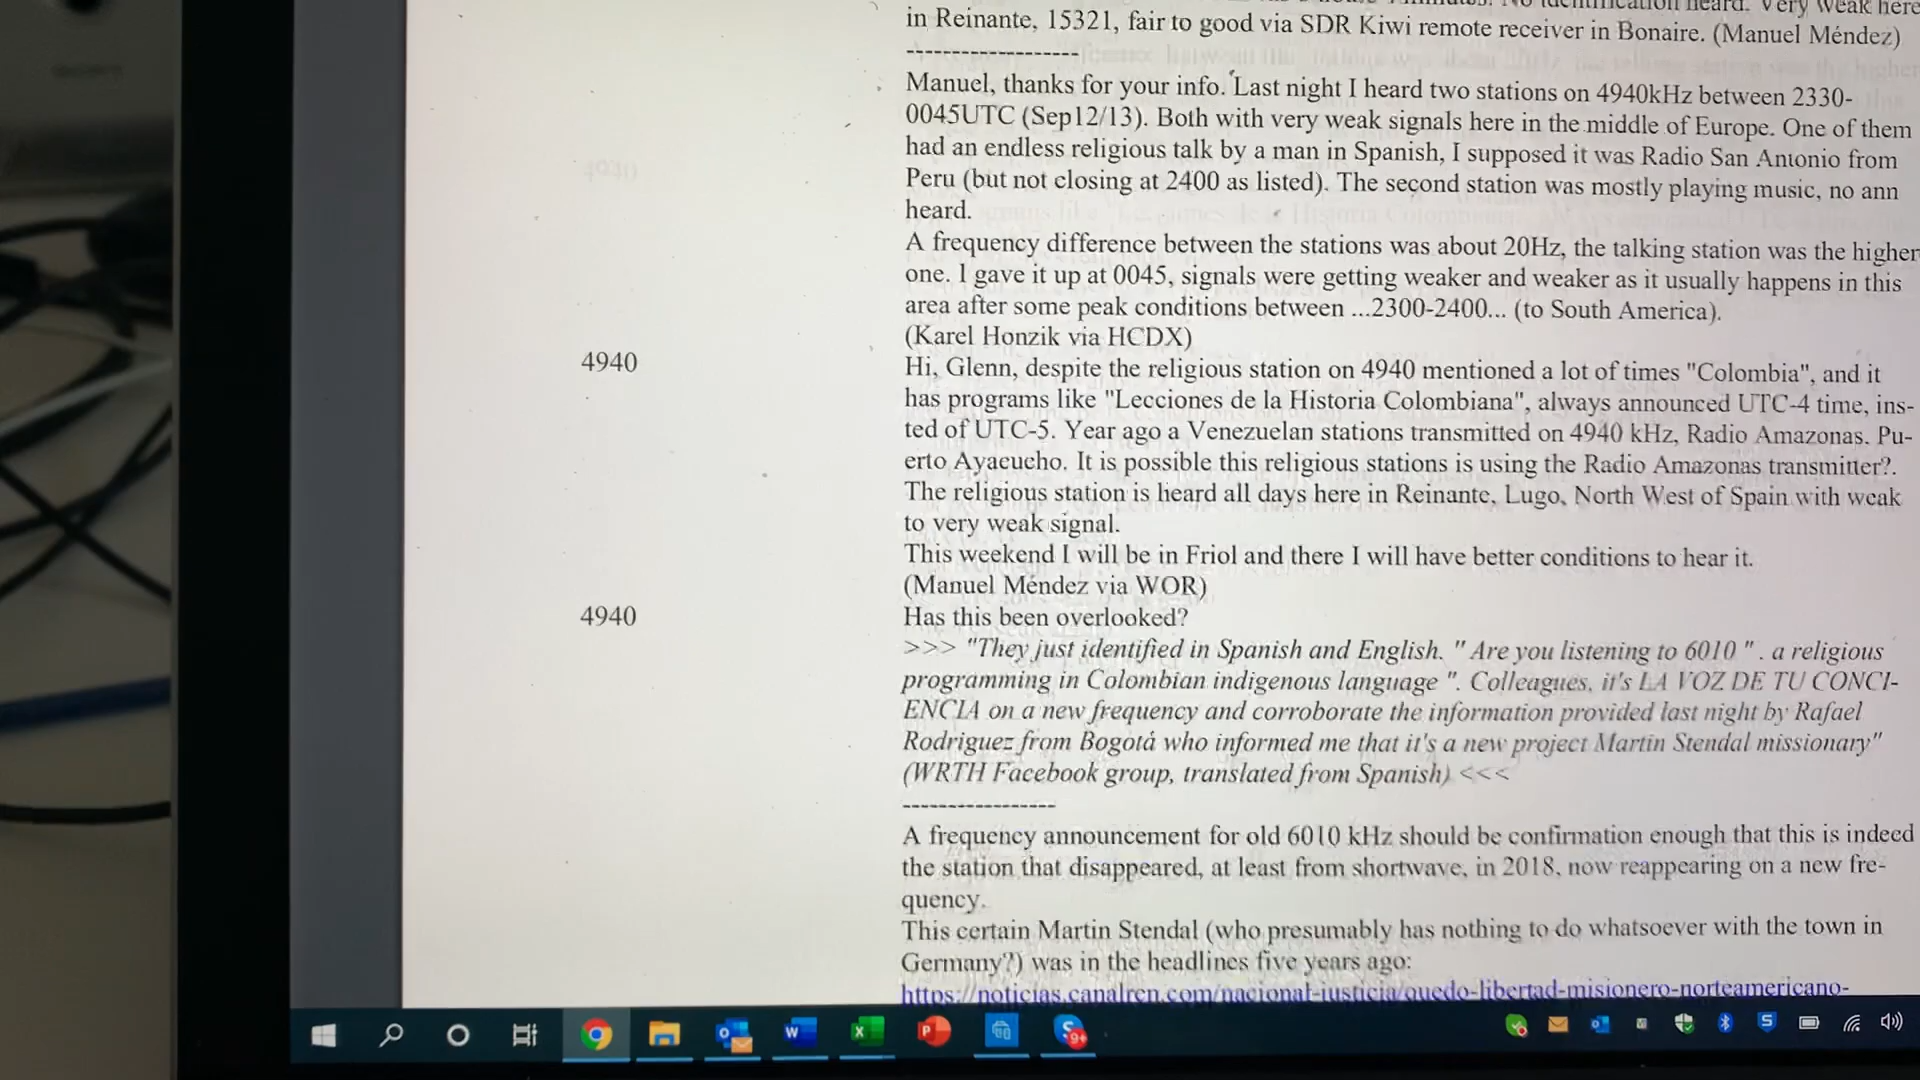 in Reinante, 15321, fair to good via SDR Kiwi remote receiver in Bonaire. (Manuel Méndez)
-------------------
Manuel, thanks for your info. Last night I heard two stations on 4940kHz between 2330-
0045UTC (Sep12/13). Both with very weak signals here in the middle of Europe. One of them
had an endless religious talk by a man in Spanish, I supposed it was Radio San Antonio from
Peru (but not closing at 2400 as listed). The second station was mostly playing music, no ann
heard.
A frequency difference between the stations was about 20Hz, the talking station was the higher
one. I gave it up at 0045, signals were getting weaker and weaker as it usually happens in this
area after some peak conditions between ...2300-2400... (to South America).
(Karel Honzik via HCDX)
4940
Hi, Glenn, despite the religious station on 4940 mentioned a lot of times "Colombia", and it
has programs like "Lecciones de la Historia Colombiana", always announced UTC-4 time, ins-
ted of UTC-5. Year ago a Venezuelan stations transmitted on 4940 kHz, Radio Amazonas. Pu-
erto Ayacucho. It is possible this religious stations is using the Radio Amazonas transmitter?.
The religious station is heard all days here in Reinante, Lugo, North West of Spain with weak
to very weak signal.
This weekend I will be in Friol and there I will have better conditions to hear it.
(Manuel Méndez via WOR)
4940
Has this been overlooked?
>>> "They just identified in Spanish and English. " Are you listening to 6010 ". a religious
programming in Colombian indigenous language ". Colleagues, it's LA VOZ DE TU CONCI-
ENCIA on a new frequency and corroborate the information provided last night by Rafael
Rodriguez from Bogotá who informed me that it's a new project Martin Stendal missionary"
(WRTH Facebook group, translated from Spanish) <<<
-----------------
A frequency announcement for old 6010 kHz should be confirmation enough that this is indeed
the station that disappeared, at least from shortwave, in 2018, now reappearing on a new fre-
quency.
This certain Martin Stendal (who presumably has nothing to do whatsoever with the town in
Germany?) was in the headlines five years ago:
https://noticias.canalrcn.com/nacional-justicia/quedo-libertad-misionero-norteamericano-